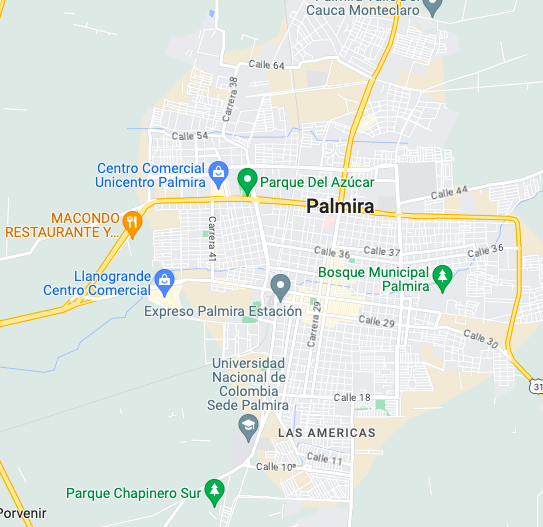 Cauca Monteclaro
Calle 64
Carrera 38
Calle 54
Centro Comercial
Unicentro Palmira
Parque Del Azúcar
Calle 44
Palmira
MACONDO
RESTAURANTE Y...
Carrera 41
Calle 36
Calle 37
Calle 36
Llanogrande
Centro Comercial
Bosque Municipal
Palmira
Expreso Palmira Estación
Carrera 29
Calle 29
Calle 30
Universidad
Nacional de
Colombia
Sede Palmira
31
Calle 18
LAS AMERICAS
Calle 11
Calle 10ª
Parque Chapinero Sur
Porvenir